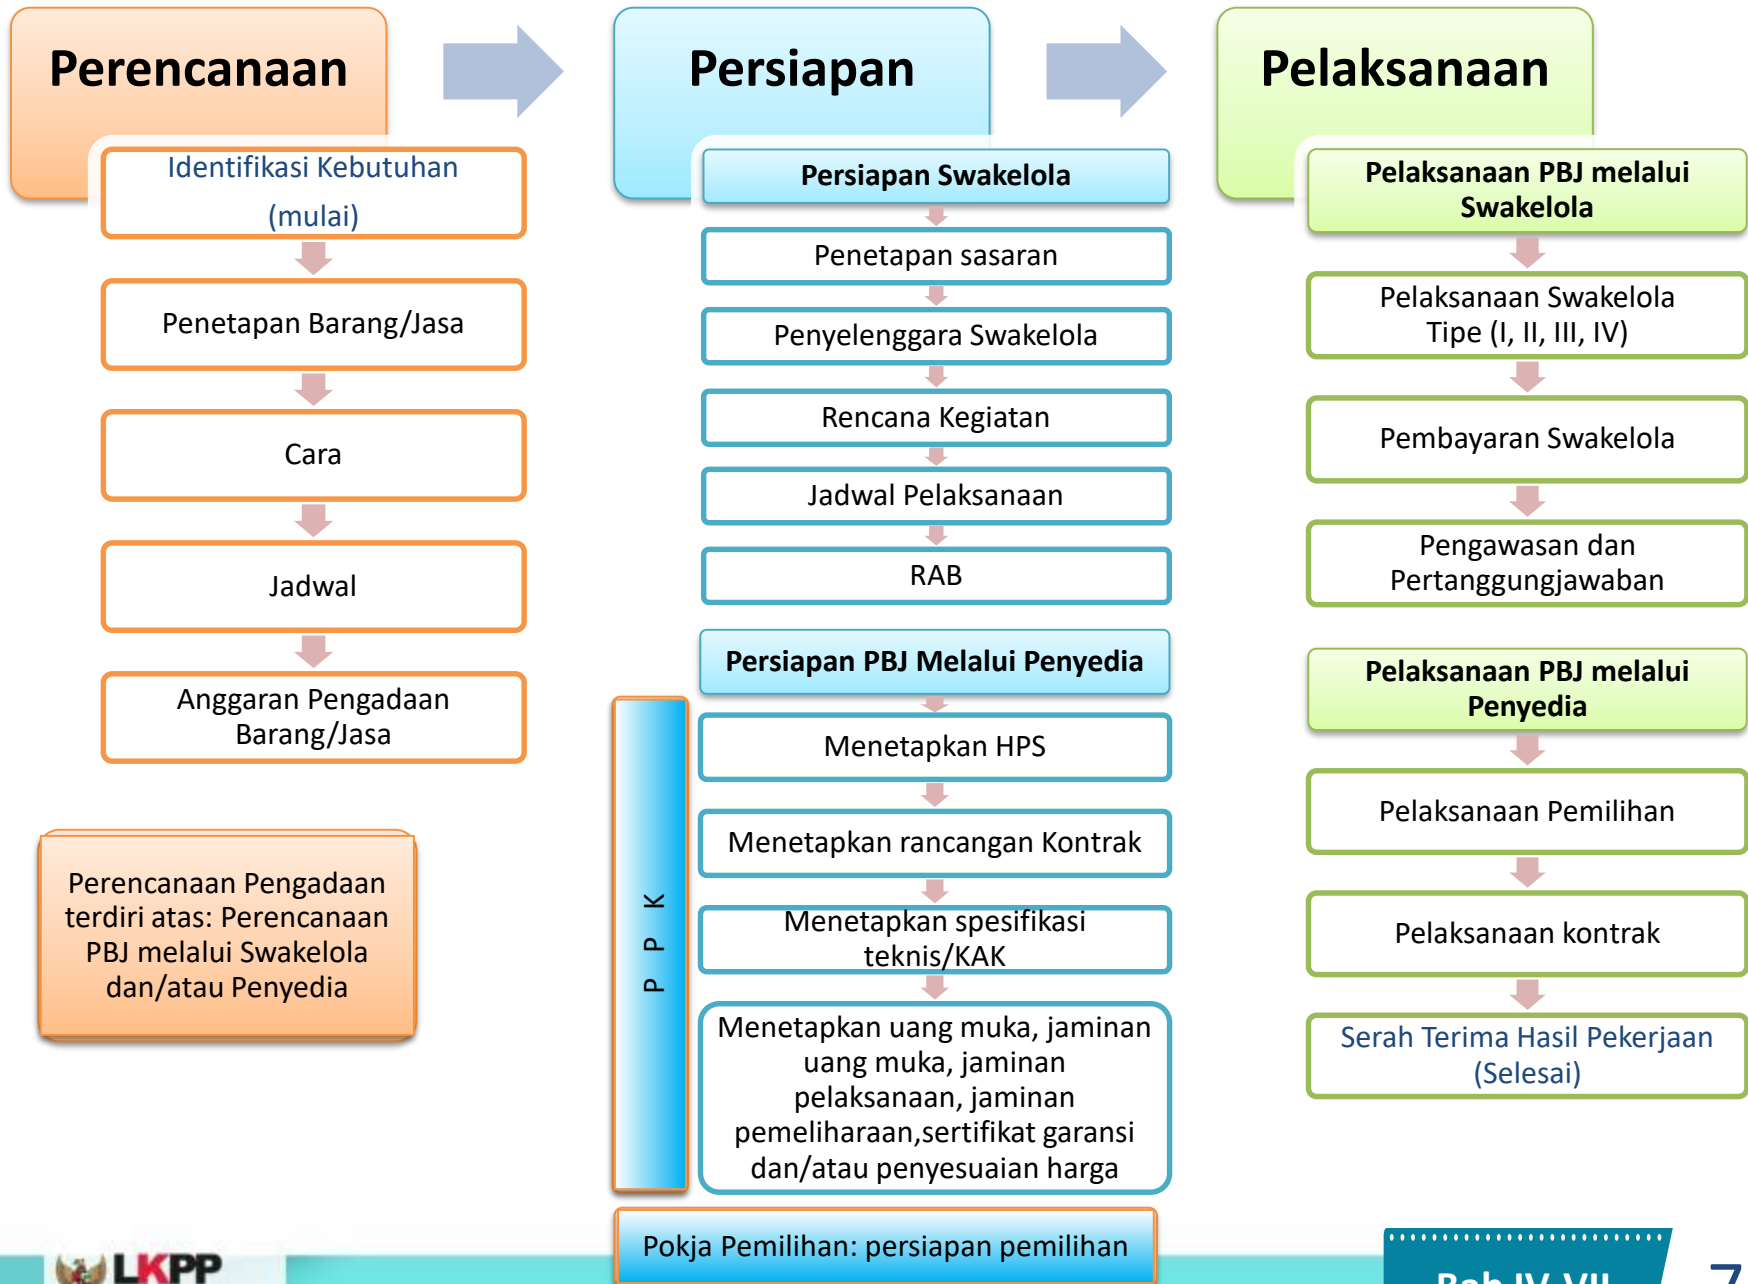 Perencanaan
Identifikasi Kebutuhan
(mulai)
Penetapan Barang/Jasa
Cara
Jadwal
Anggaran Pengadaan
Barang/Jasa
Perencanaan Pengadaan
terdiri atas: Perencanaan
PBJ melalui Swakelola
dan/atau Penyedia
Persiapan
Persiapan Swakelola
Penetapan sasaran
Penyelenggara Swakelola
Rencana Kegiatan
Jadwal Pelaksanaan
RAB
Persiapan PBJ Melalui Penyedia
P P K
Menetapkan HPS
Menetapkan rancangan Kontrak
Menetapkan spesifikasi
teknis/KAK
Menetapkan uang muka, jaminan
uang muka, jaminan
pelaksanaan, jaminan
pemeliharaan,sertifikat garansi
dan/atau penyesuaian harga
Pokja Pemilihan: persiapan pemilihan
Pelaksanaan
Pelaksanaan PBJ melalui
Swakelola
Pelaksanaan Swakelola
Tipe (I, II, III, IV)
Pembayaran Swakelola
Pengawasan dan
Pertanggungjawaban
Pelaksanaan PBJ melalui
Penyedia
Pelaksanaan Pemilihan
Pelaksanaan kontrak
Serah Terima Hasil Pekerjaan
(Selesai)
LKPP
Bab IV-VII
7